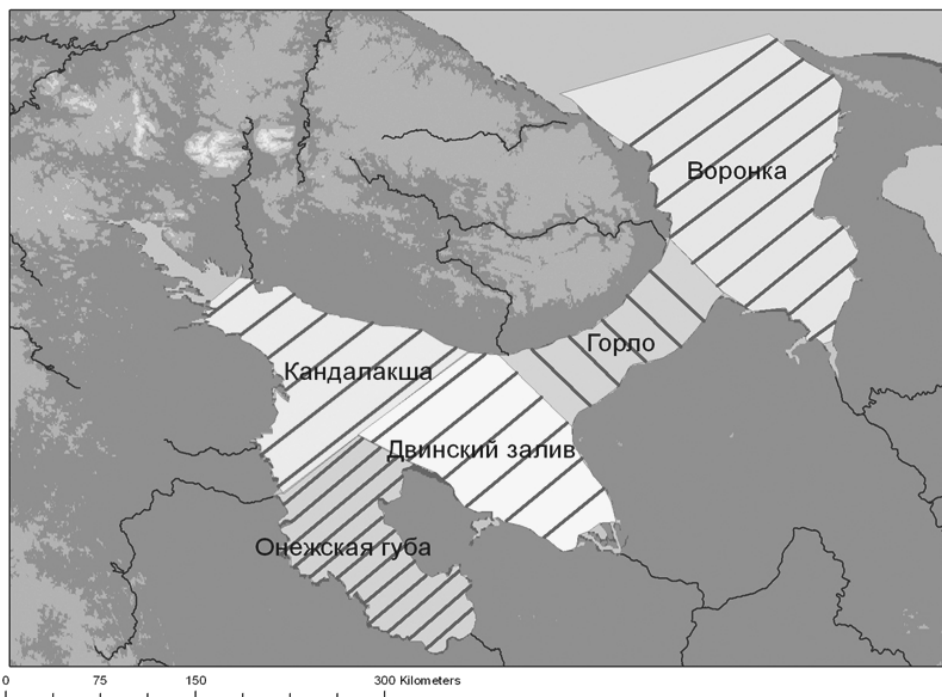 Воронка
Горло
Кандалакша
Двинский залив
Онежская губа
0 75 150 300 Kilometers